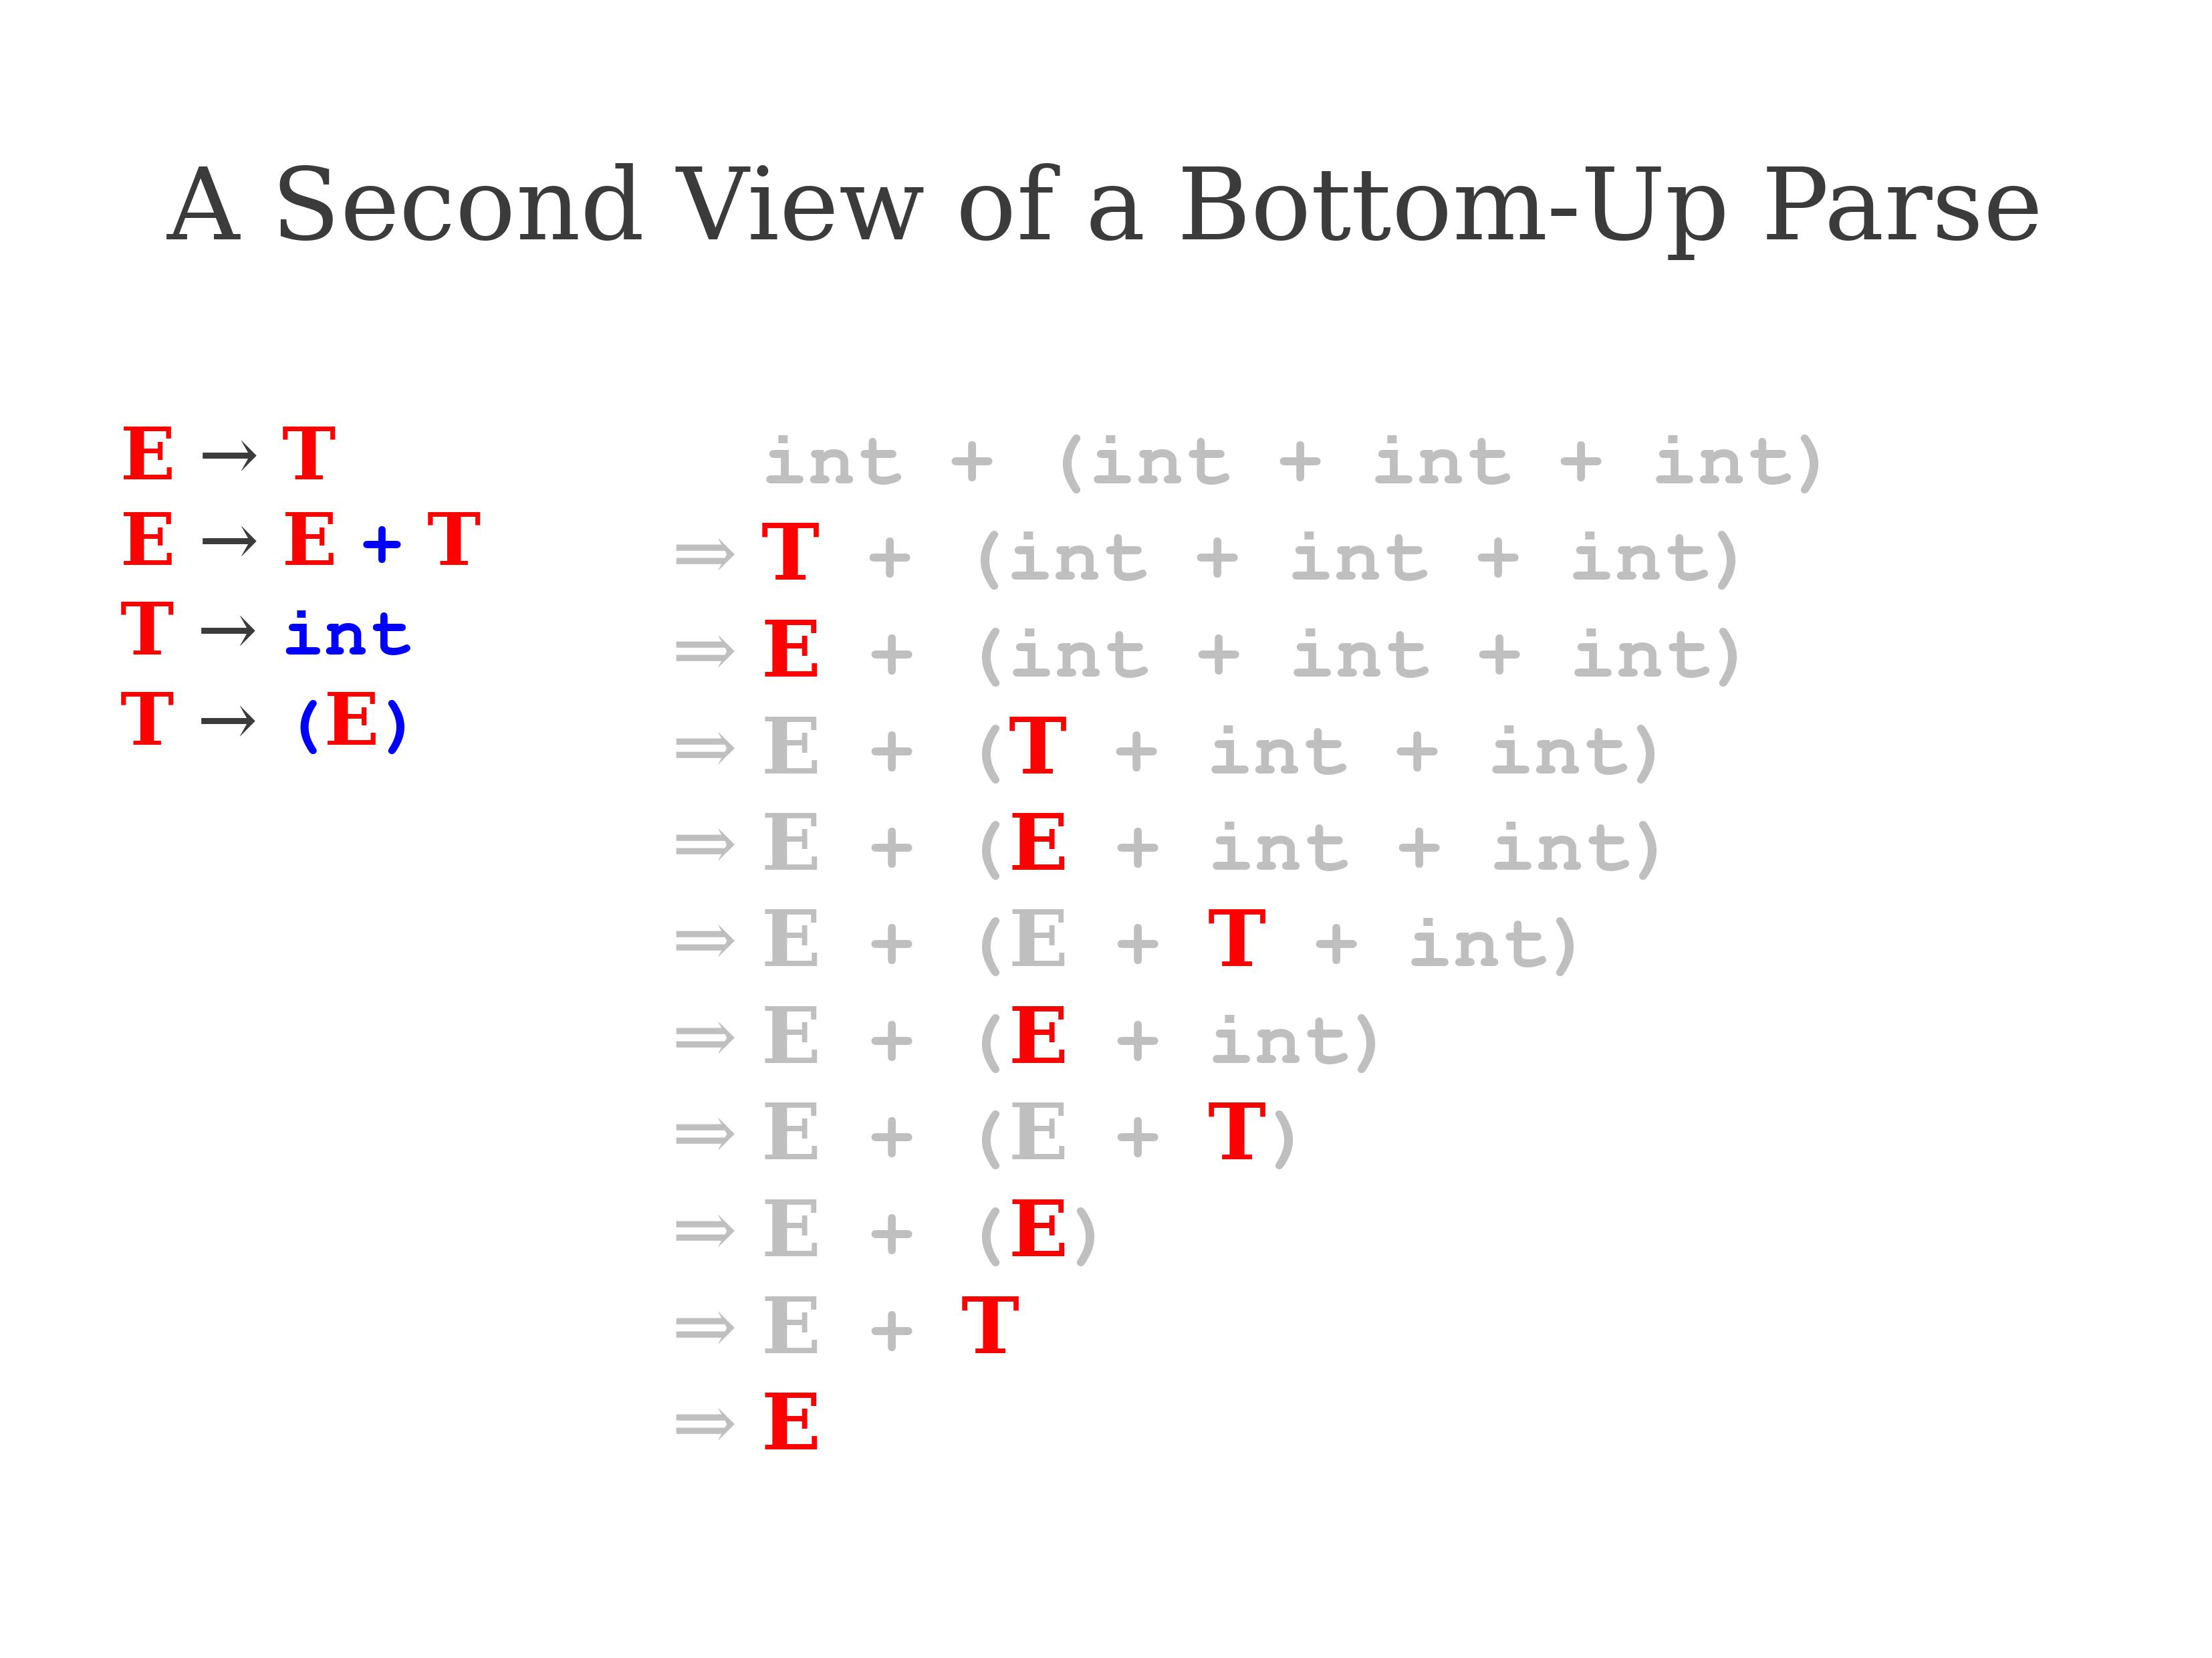 A Second View of a Bottom-Up Parse
E → T
E → E + T
T → int
T → (E)
int + (int + int + int)
⇒ T + (int + int + int)
⇒ E + (int + int + int)
⇒ E + (T + int + int)
⇒ E + (E + int + int)
⇒ E + (E + T + int)
⇒ E + (E + int)
⇒ E + (E + T)
⇒ E + (E)
⇒ E + T
⇒ E